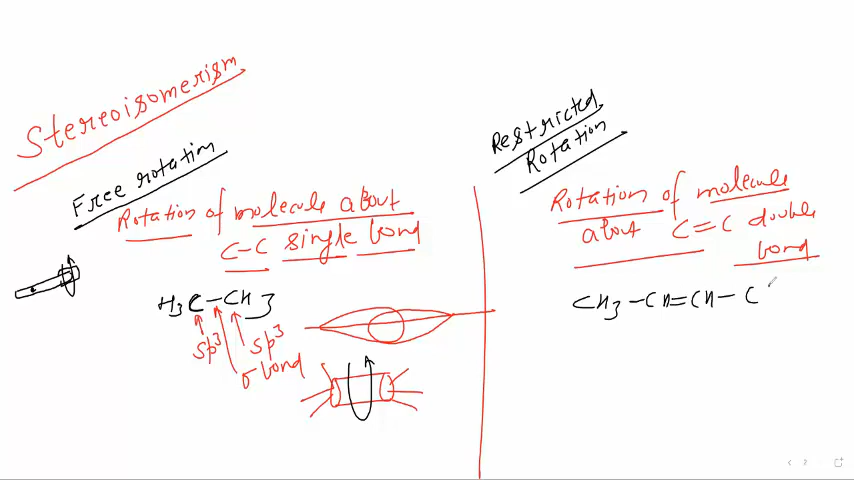 Stereoisomerism
Free rotation
Rotation of molecule about
C-C single bond
H3C-CH3
sp3 sp3
σ bond
Restricted
Rotation
Rotation of molecule
about C=C double
bond
CH3-CH=CH-C